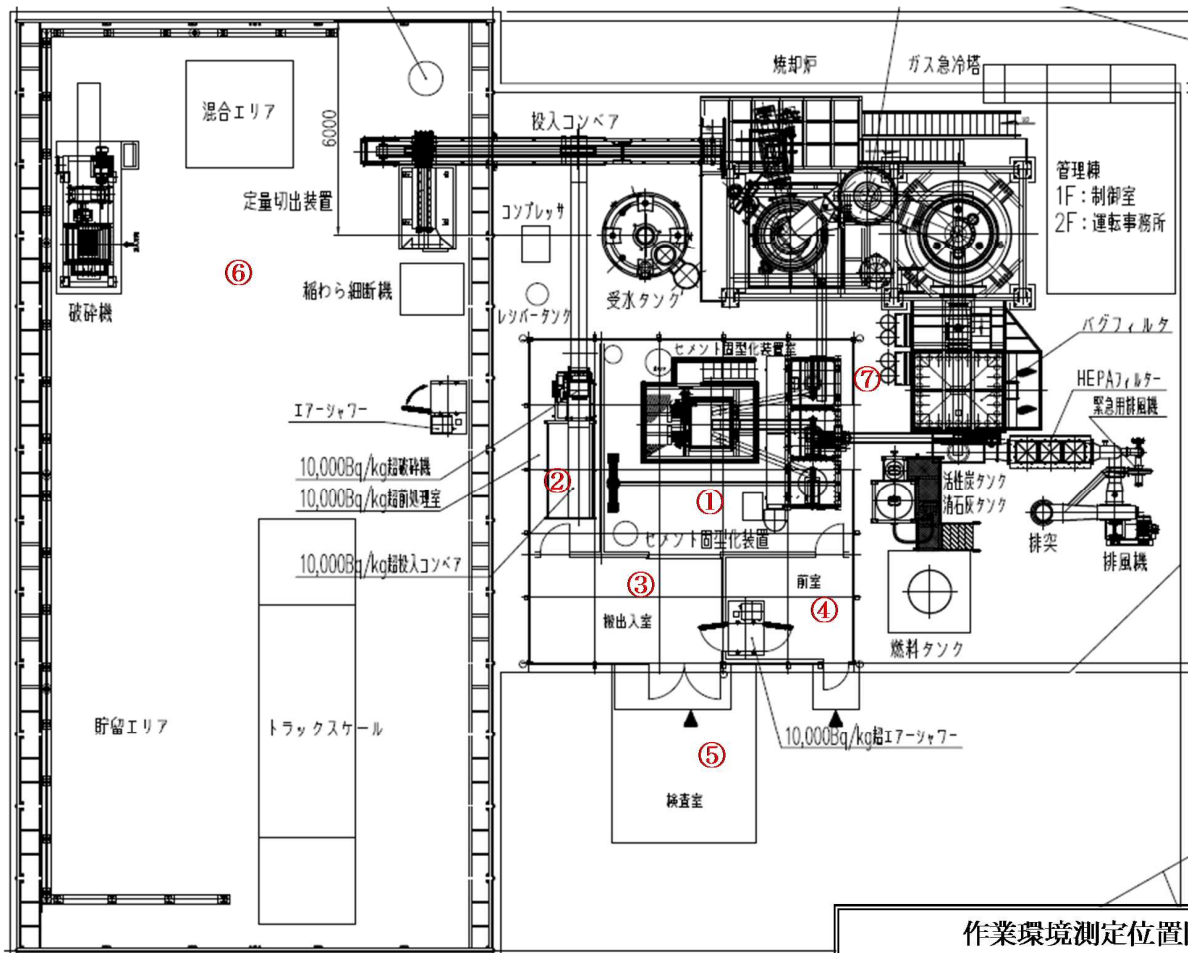 焼却炉
ガス急冷塔
混合エリア
6000
投入コンベア
管理棟
1F：制御室
2F：運転事務所
定量切出装置
コンプレッサ
⑥
稲わら細断機
受水タンク
破砕機
レシバータンク
バグフィルタ
セメント固型化装置室
⑦
HEPAフィルター
緊急用排風機
エアーシャワー
10,000Bq/kg超破砕機
②
活性炭タンク
10,000Bq/kg超前処理室
①
消石灰タンク
セメント固型化装置
排突
排風機
10,000Bq/kg超投入コンベア
③
前室
④
搬出入室
燃料タンク
貯留エリア
トラックスケール
10,000Bq/kg超エアーシャワー
⑤
検査室
作業環境測定位置